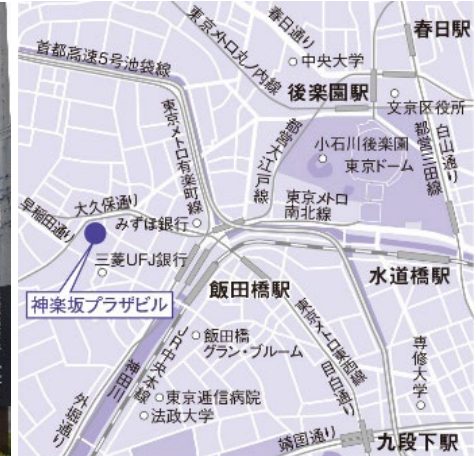 春日駅
春日通り
東京メトロ丸ノ内線
中央大学
首都高速5号池袋線
後楽園駅
文京区役所
白山通り
都営三田線
都営大江戸線
小石川後楽園
東京ドーム
東京メトロ有楽町線
東京メトロ
南北線
大久保通り
早稲田通り
みずほ銀行
三菱UFJ銀行
神楽坂プラザビル
飯田橋駅
水道橋駅
東京メトロ東西線
目白通り
専修大学
飯田橋
グラン・ブルーム
JR中央本線
神田川
外堀通り
東京逓信病院
法政大学
靖国通り
九段下駅